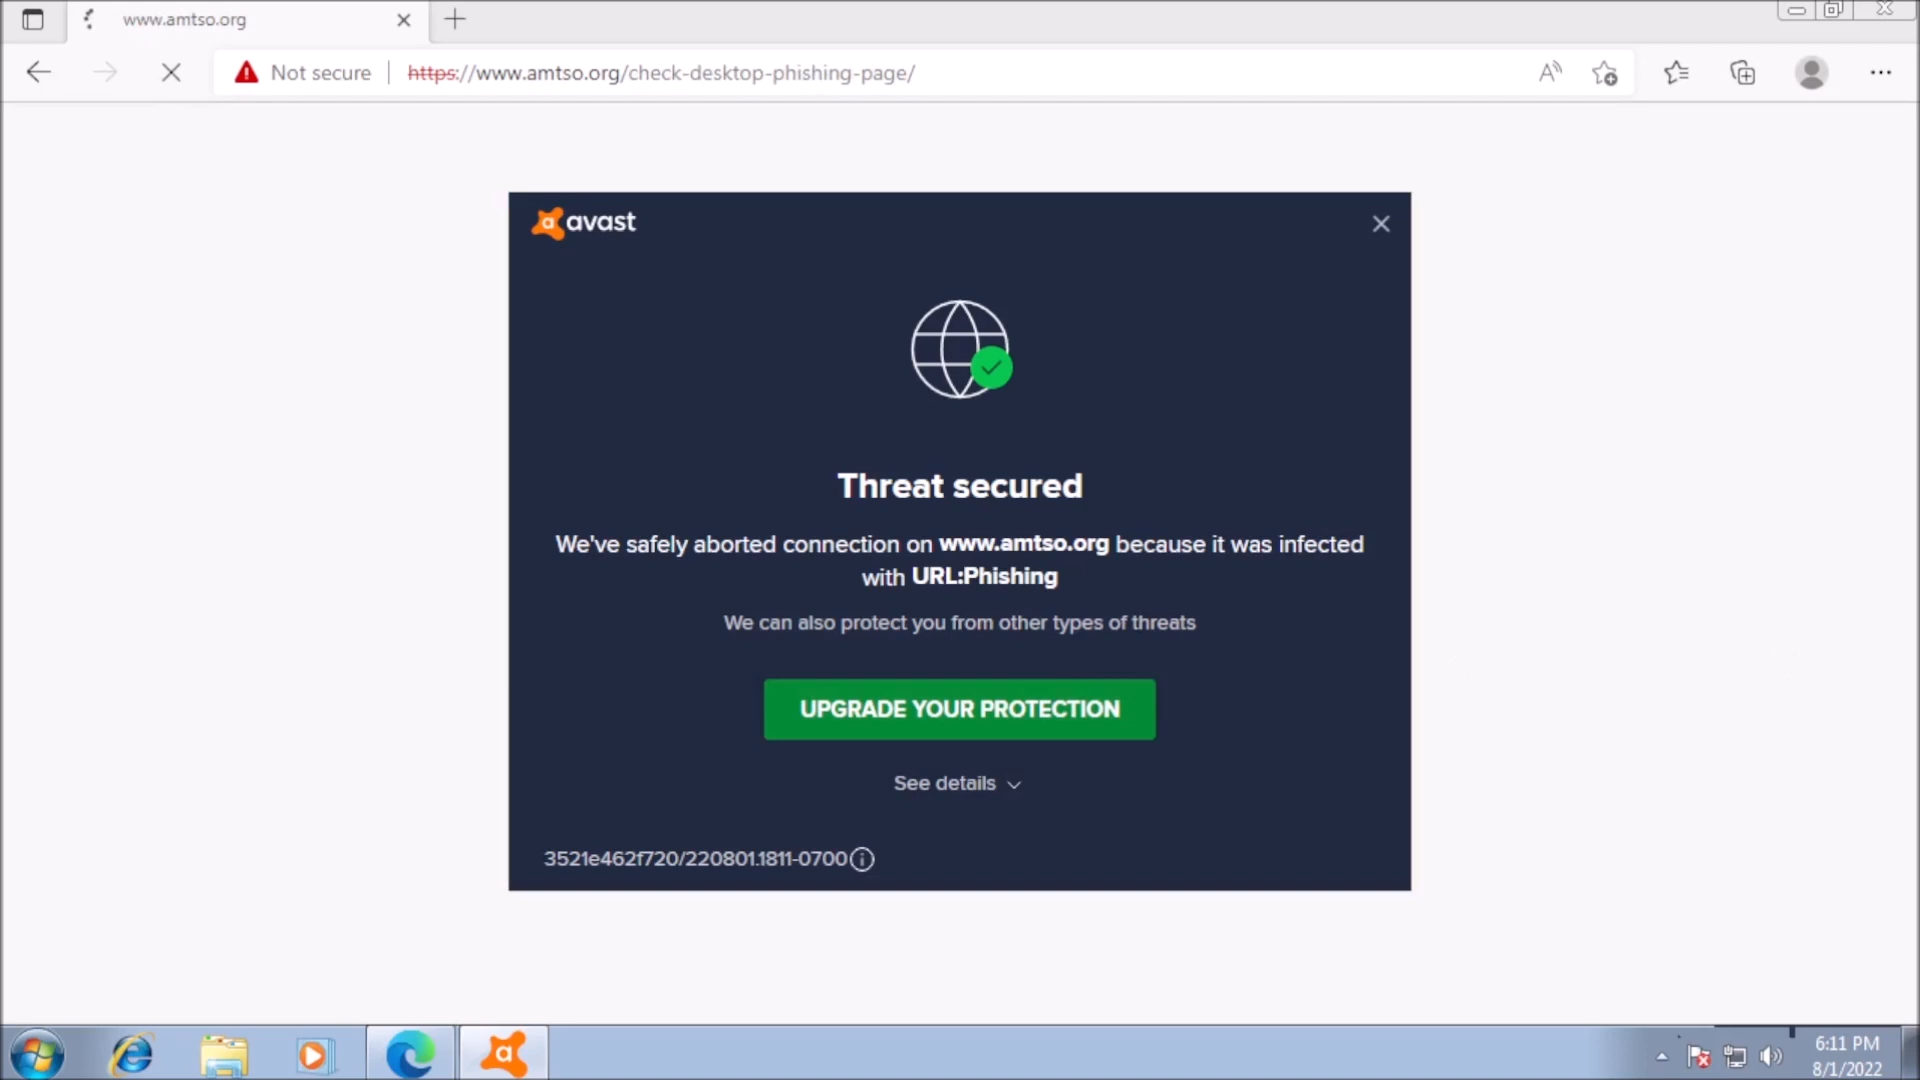 www.amtso.org
Not secure
https://www.amtso.org/check-desktop-phishing-page/
avast
Threat secured
We've safely aborted connection on www.amtso.org because it was infected
with URL:Phishing
We can also protect you from other types of threats
UPGRADE YOUR PROTECTION
See details
3521e462f720/220801.1811-0700
6:11 PM
8/1/2022